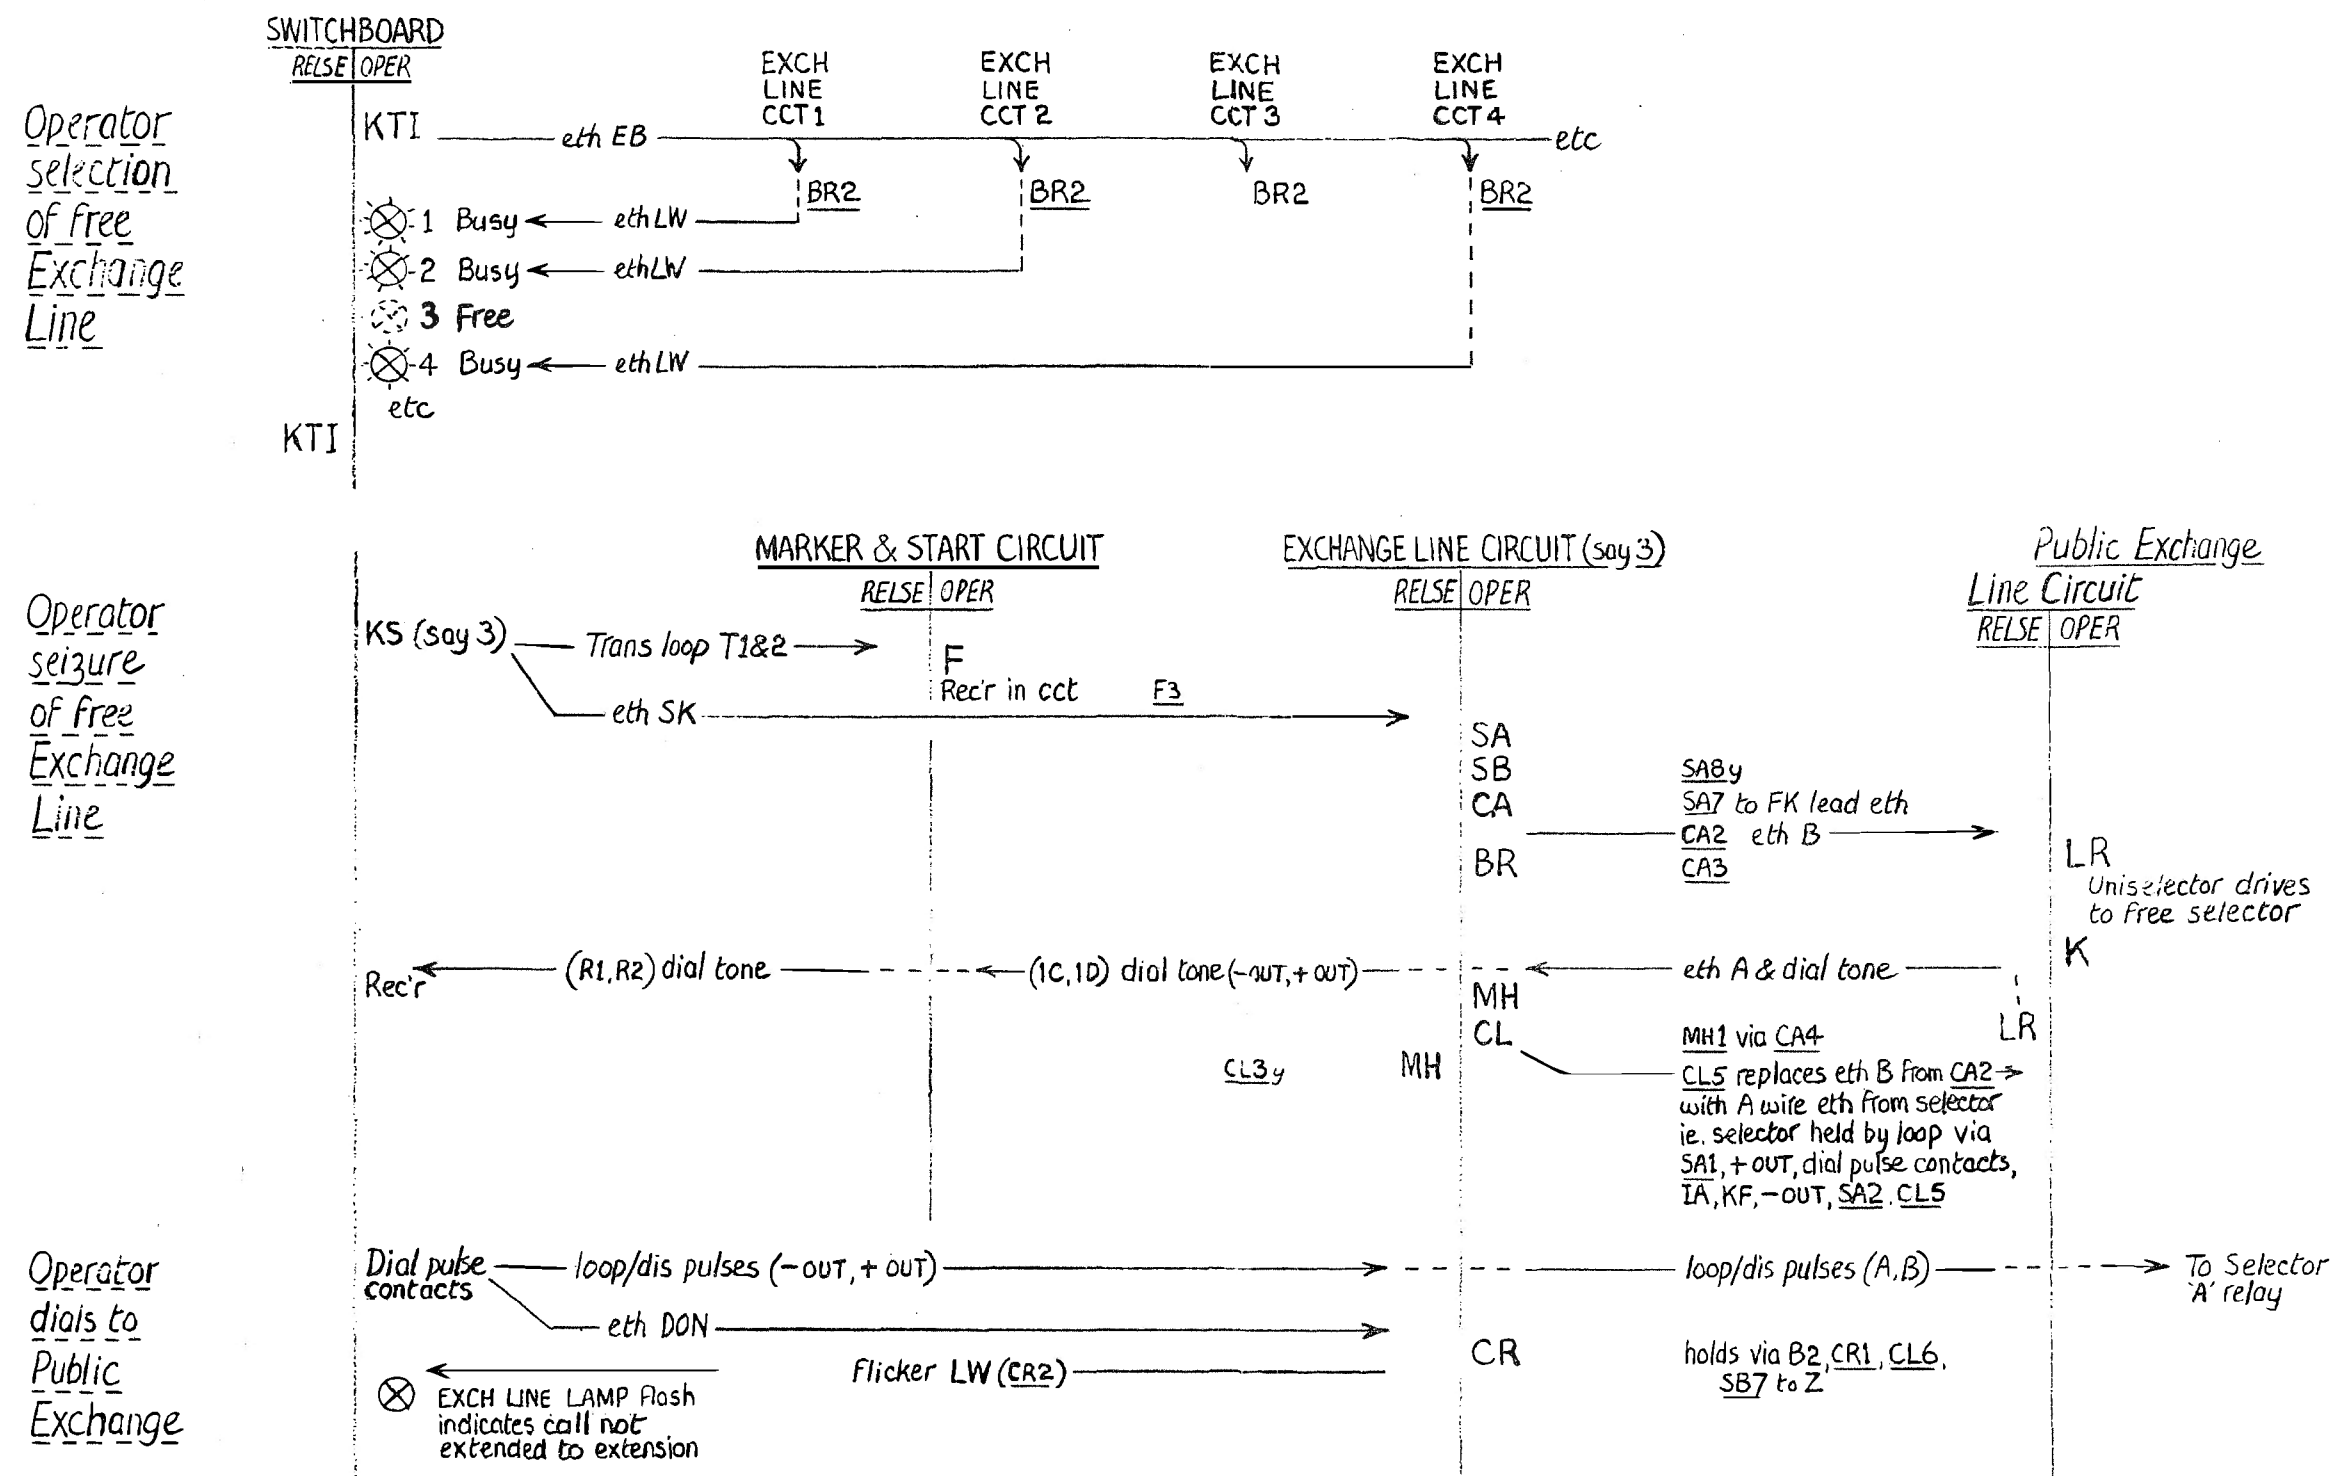 SWITCHBOARD
RELSE OPER
EXCH LINE CCT 1
EXCH LINE CCT 2
EXCH LINE CCT 3
EXCH LINE CCT 4
Operator
selection
of free
Exchange
Line
KTI eth EB etc
BR2 BR2 BR2 BR2
1 Busy eth LW
2 Busy eth LW
3 Free
4 Busy eth LW
etc
KTI
MARKER & START CIRCUIT
RELSE OPER
EXCHANGE LINE CIRCUIT (say 3)
RELSE OPER
Public Exchange
Line Circuit
RELSE OPER
Operator
seizure
of free
Exchange
Line
KS (say 3) Trans loop T1&2
F
Rec'r in cct F3
eth SK
SA
SB SA8y
CA SA7 to FK lead eth
CA2 eth B
BR CA3
LR
Uniselector drives
to free selector
K
Rec'r (R1, R2) dial tone (1C, 1D) dial tone (-OUT, + OUT) eth A & dial tone
MH
LR
CL MH1 via CA4
CL3y MH
CL5 replaces eth B from CA2
with A wire eth from selector
ie. selector held by loop via
SA1, + OUT, dial pulse contacts,
IA, KF, -OUT, SA2. CL5
Operator
dials to
Public
Exchange
Dial pulse
contacts
loop/dis pulses (-OUT, + OUT) loop/dis pulses (A, B)
To Selector
'A' relay
eth DON
CR holds via B2, CR1, CL6,
SB7 to Z
Flicker LW (CR2)
EXCH LINE LAMP flash
indicates call not
extended to extension